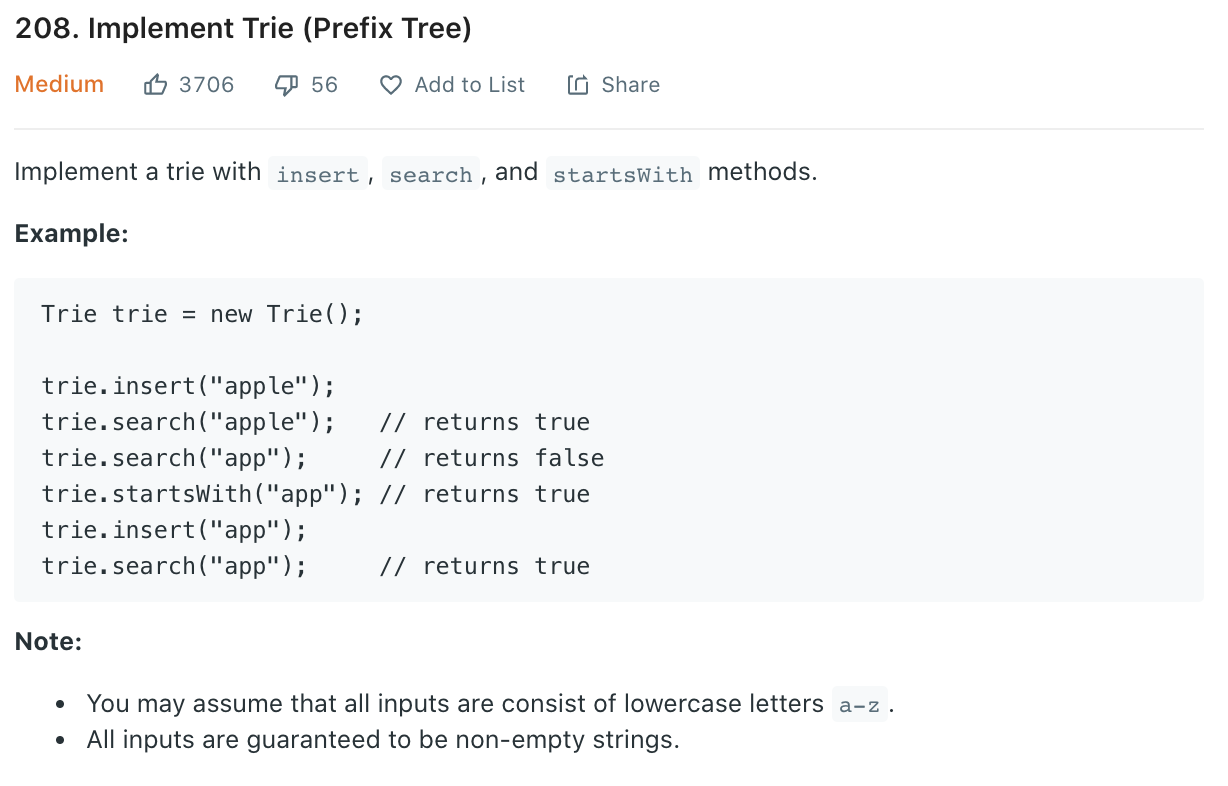 208. Implement Trie (Prefix Tree)
Medium 3706 56 Add to List Share
Implement a trie with insert, search, and startsWith methods.
Example:
Trie trie = new Trie();
trie.insert("apple");
trie.search("apple");   // returns true
trie.search("app");     // returns false
trie.startsWith("app"); // returns true
trie.insert("app");
trie.search("app");     // returns true
Note:
• You may assume that all inputs are consist of lowercase letters a-z.
• All inputs are guaranteed to be non-empty strings.